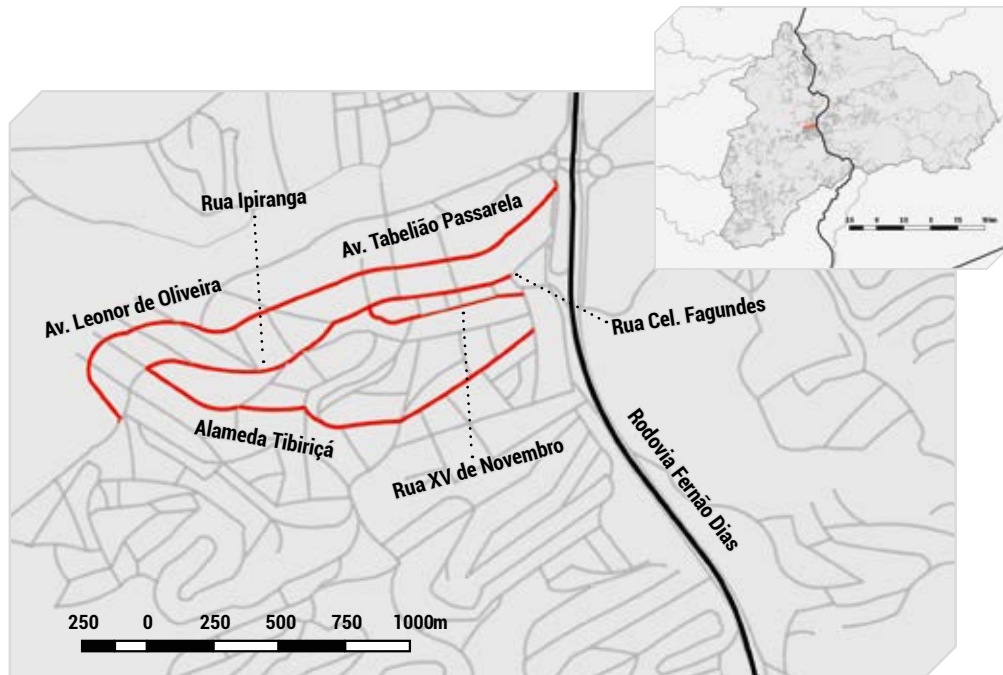 Rua Ipiranga
Av. Tabelião Passarela
Av. Leonor de Oliveira
Rua Cel. Fagundes
Alameda Tibiriçá
Rua XV de Novembro
Rodovia Fernão Dias
250 0 250 500 750 1000m